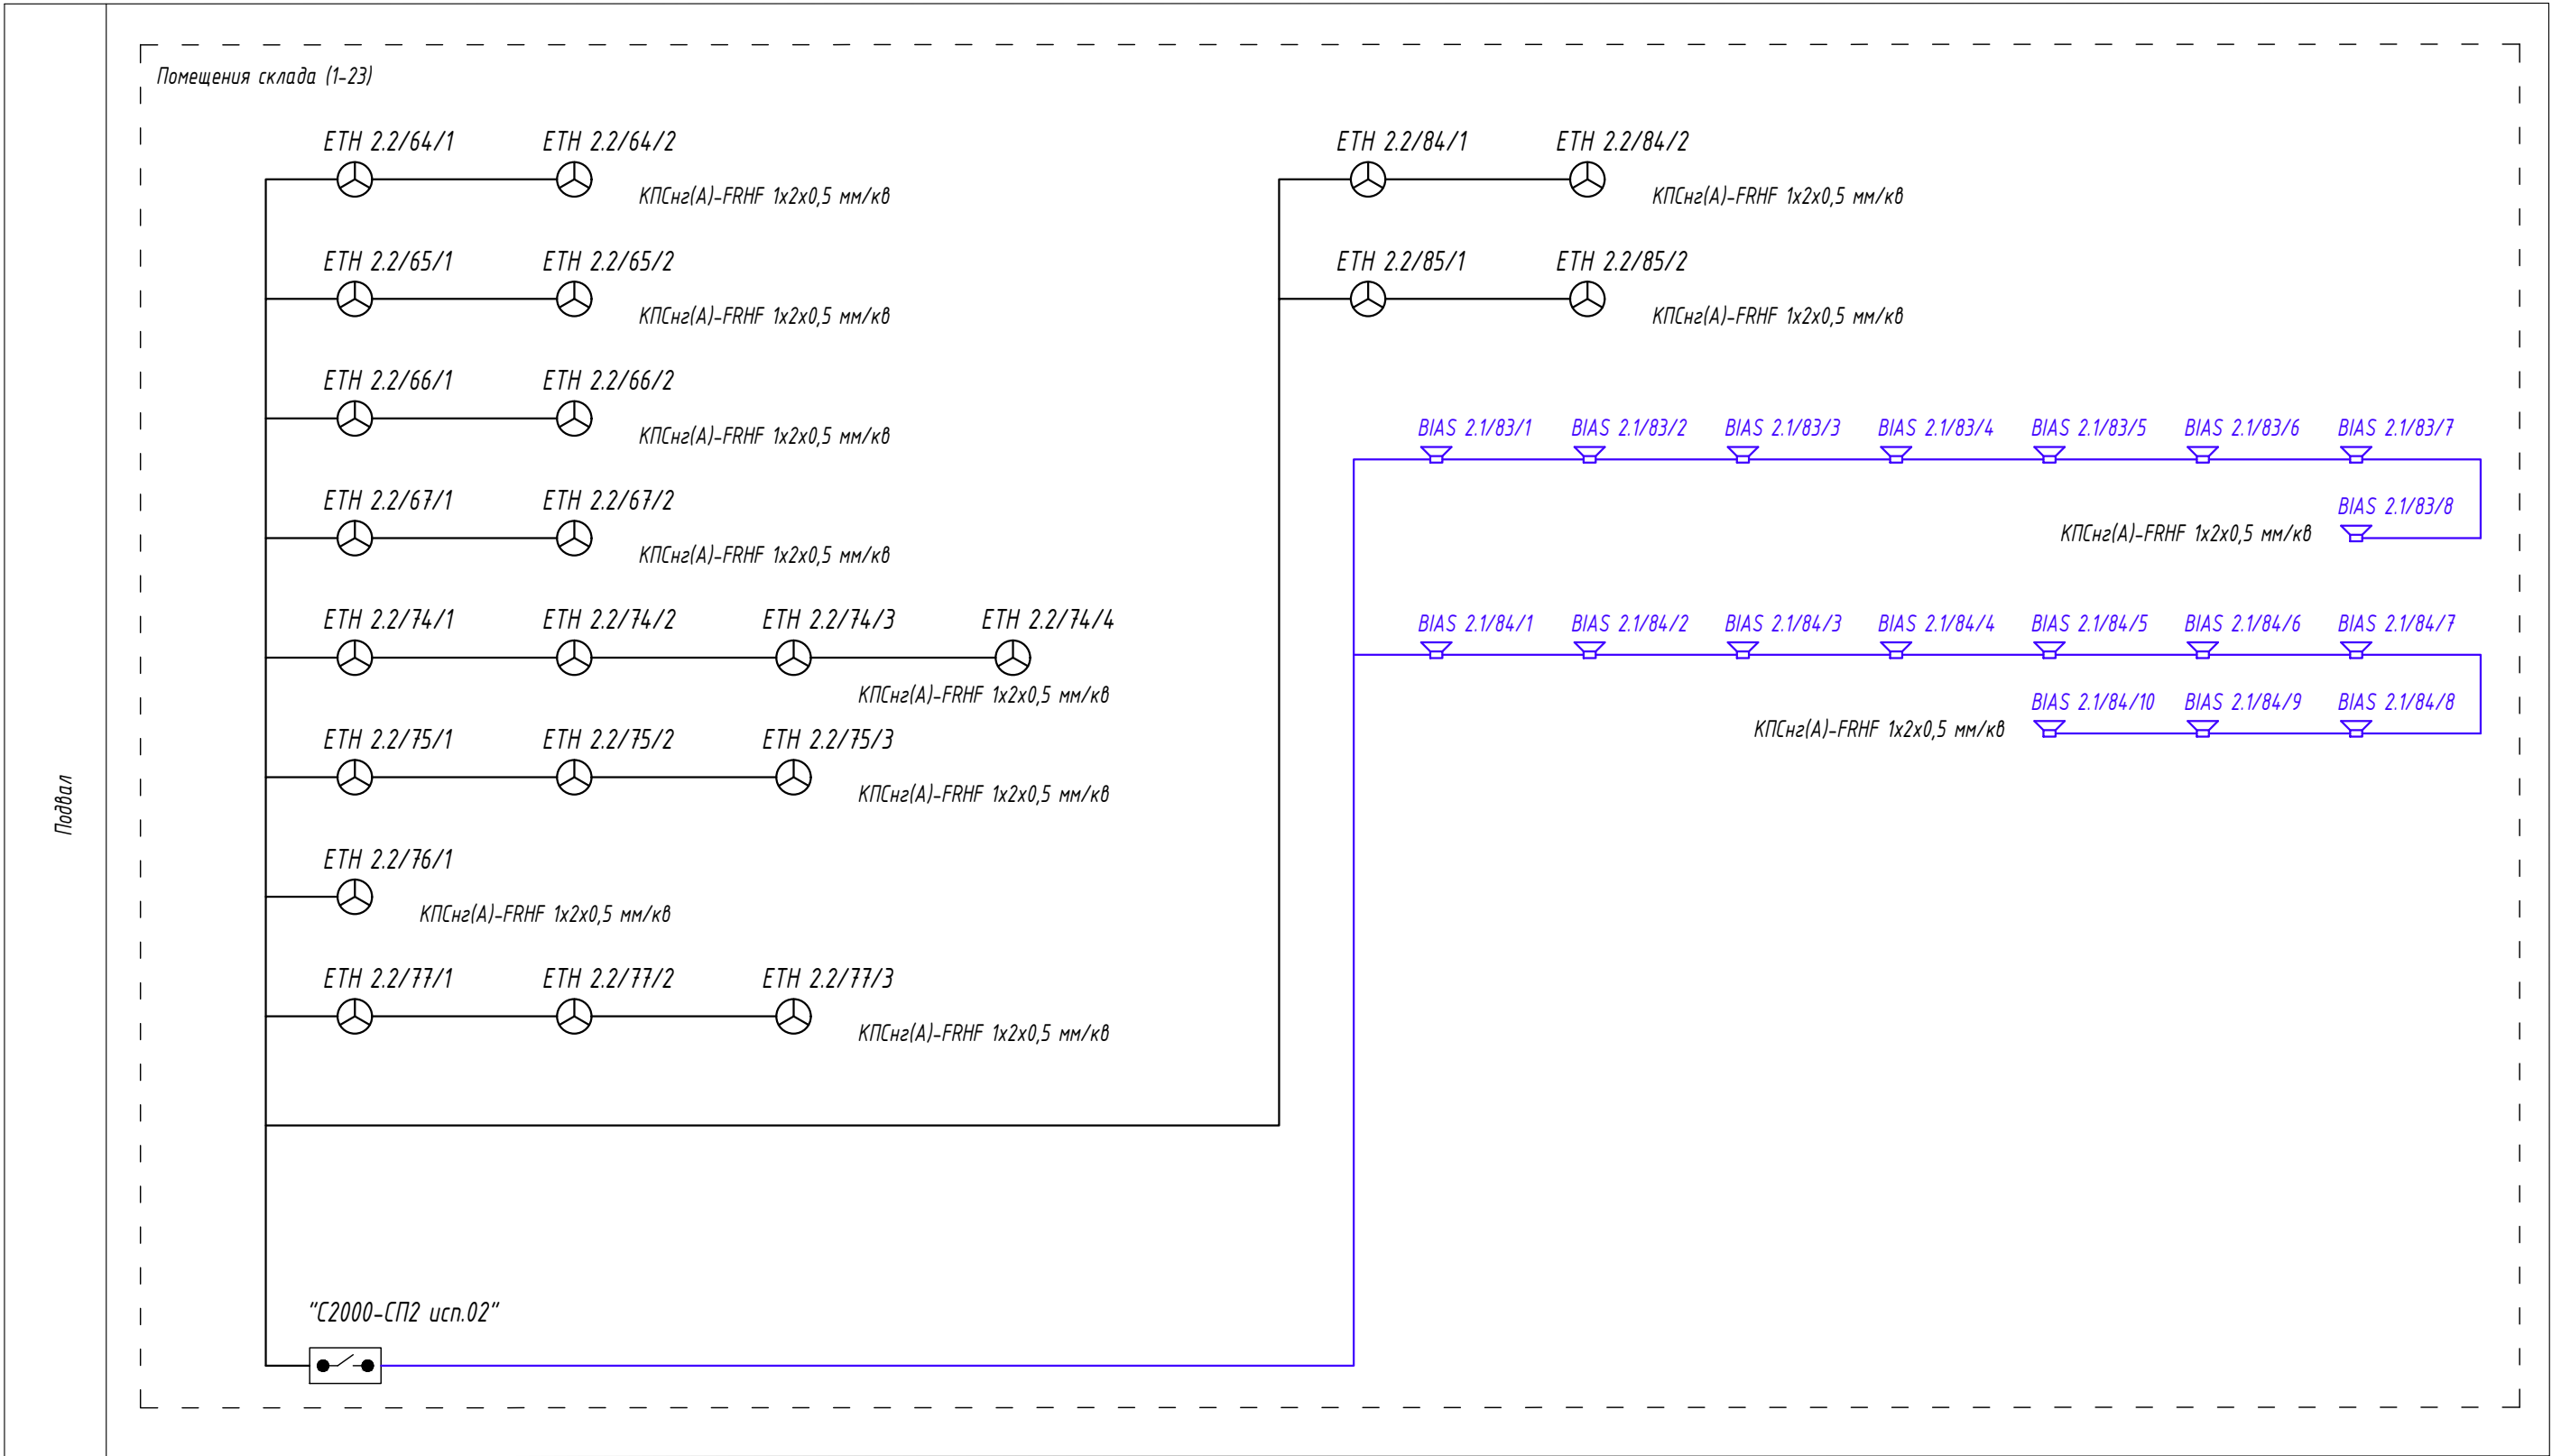 Помещения склада (1-23)
ETH 2.2/64/1 ETH 2.2/64/2
КПСнг(А)-FRHF 1x2x0,5 мм/кв
ETH 2.2/65/1 ETH 2.2/65/2
КПСнг(А)-FRHF 1x2x0,5 мм/кв
ETH 2.2/66/1 ETH 2.2/66/2
КПСнг(А)-FRHF 1x2x0,5 мм/кв
ETH 2.2/67/1 ETH 2.2/67/2
КПСнг(А)-FRHF 1x2x0,5 мм/кв
ETH 2.2/74/1 ETH 2.2/74/2 ETH 2.2/74/3 ETH 2.2/74/4
КПСнг(А)-FRHF 1x2x0,5 мм/кв
ETH 2.2/75/1 ETH 2.2/75/2 ETH 2.2/75/3
КПСнг(А)-FRHF 1x2x0,5 мм/кв
ETH 2.2/76/1
КПСнг(А)-FRHF 1x2x0,5 мм/кв
ETH 2.2/77/1 ETH 2.2/77/2 ETH 2.2/77/3
КПСнг(А)-FRHF 1x2x0,5 мм/кв
"С2000-СП2 исп.02"
ETH 2.2/84/1 ETH 2.2/84/2
КПСнг(А)-FRHF 1x2x0,5 мм/кв
ETH 2.2/85/1 ETH 2.2/85/2
КПСнг(А)-FRHF 1x2x0,5 мм/кв
BIAS 2.1/83/1 BIAS 2.1/83/2 BIAS 2.1/83/3 BIAS 2.1/83/4 BIAS 2.1/83/5 BIAS 2.1/83/6 BIAS 2.1/83/7
BIAS 2.1/83/8
КПСнг(А)-FRHF 1x2x0,5 мм/кв
BIAS 2.1/84/1 BIAS 2.1/84/2 BIAS 2.1/84/3 BIAS 2.1/84/4 BIAS 2.1/84/5 BIAS 2.1/84/6 BIAS 2.1/84/7
BIAS 2.1/84/10 BIAS 2.1/84/9 BIAS 2.1/84/8
КПСнг(А)-FRHF 1x2x0,5 мм/кв
Подвал